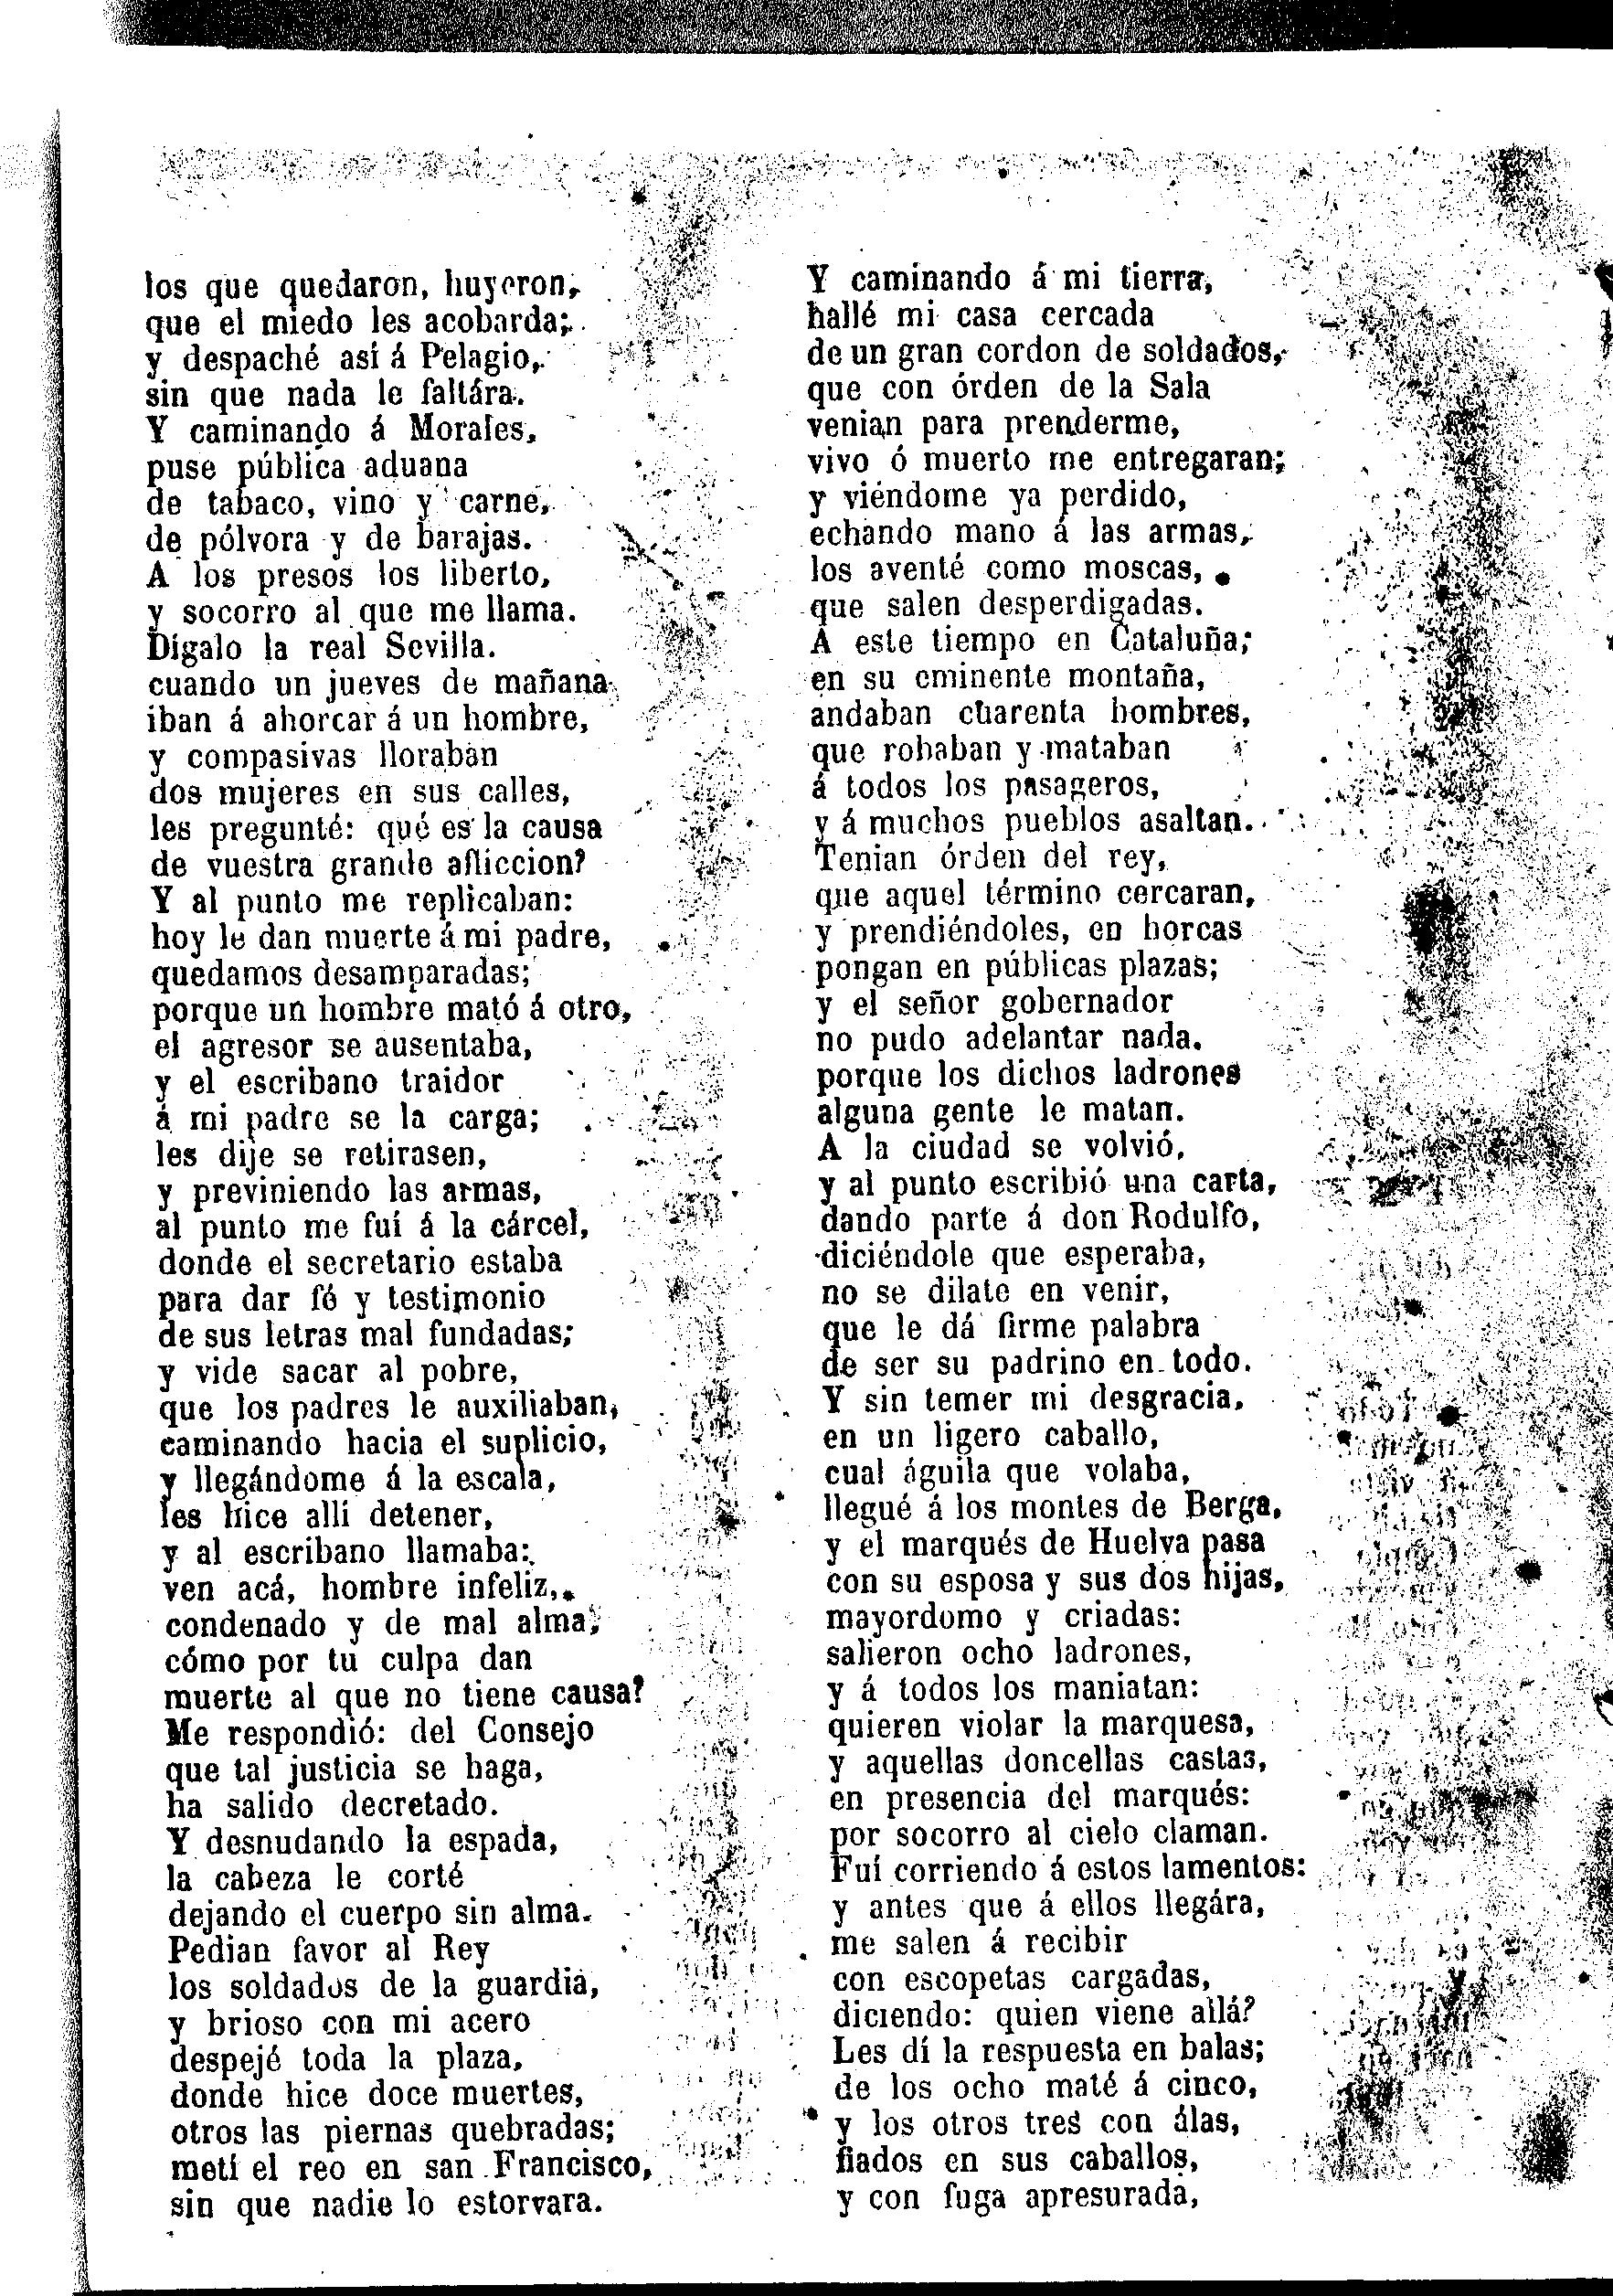 los que quedaron, huyeron,
que el miedo les acobarda;
y despaché así á Pelagio,
sin que nada le faltára.
Y caminando á Morales,
puse pública aduana
de tabaco, vino y carne,
de pólvora y de barajas.
A los presos los liberto,
y socorro al que me llama.
Dígalo la real Sevilla.
cuando un jueves de mañana
iban á ahorcar á un hombre,
y compasivas lloraban
dos mujeres en sus calles,
les pregunté: qué es la causa
de vuestra grande afliccion?
Y al punto me replicaban:
hoy le dan muerte á mi padre,
quedamos desamparadas;
porque un hombre mató á otro,
el agresor se ausentaba,
y el escribano traidor
á mi padre se la carga;
les dije se retirasen,
y previniendo las armas,
al punto me fuí á la cárcel,
donde el secretario estaba
para dar fé y testimonio
de sus letras mal fundadas;
y vide sacar al pobre,
que los padres le auxiliaban,
caminando hacia el suplicio,
y llegándome á la escala,
les hice alli detener,
y al escribano llamaba:
ven acá, hombre infeliz,
condenado y de mal alma,
cómo por tu culpa dan
muerte al que no tiene causa?
Me respondió: del Consejo
que tal justicia se haga,
ha salido decretado.
Y desnudando la espada,
la cabeza le corté
dejando el cuerpo sin alma.
Pedian favor al Rey
los soldados de la guardia,
y brioso con mi acero
despejé toda la plaza,
donde hice doce muertes,
otros las piernas quebradas;
metí el reo en san Francisco,
sin que nadie lo estorvara.
Y caminando á mi tierra,
hallé mi casa cercada
de un gran cordon de soldados,
que con órden de la Sala
venian para prenderme,
vivo ó muerto me entregaran;
y viéndome ya perdido,
echando mano á las armas,
los aventé como moscas,
que salen desperdigadas.
A este tiempo en Cataluña;
en su eminente montaña,
andaban cuarenta hombres,
que robaban y mataban
á todos los pasageros,
y á muchos pueblos asaltan.
Tenian órden del rey,
que aquel término cercaran,
y prendiéndoles, en horcas
pongan en públicas plazas;
y el señor gobernador
no pudo adelantar nada.
porque los dichos ladrones
alguna gente le matan.
A la ciudad se volvió,
y al punto escribió una carta,
dando parte á don Rodulfo,
diciéndole que esperaba,
no se dilate en venir,
que le dá firme palabra
de ser su padrino en todo.
Y sin temer mi desgracia,
en un ligero caballo,
cual águila que volaba,
llegué á los montes de Berga,
y el marqués de Huelva pasa
con su esposa y sus dos hijas,
mayordomo y criadas:
salieron ocho ladrones,
y á todos los maniatan:
quieren violar la marquesa,
y aquellas doncellas castas,
en presencia del marqués:
por socorro al cielo claman.
Fuí corriendo á estos lamentos:
y antes que á ellos llegára,
me salen á recibir
con escopetas cargadas,
diciendo: quien viene allá?
Les dí la respuesta en balas;
de los ocho maté á cinco,
y los otros tres con álas,
fiados en sus caballos,
y con fuga apresurada,